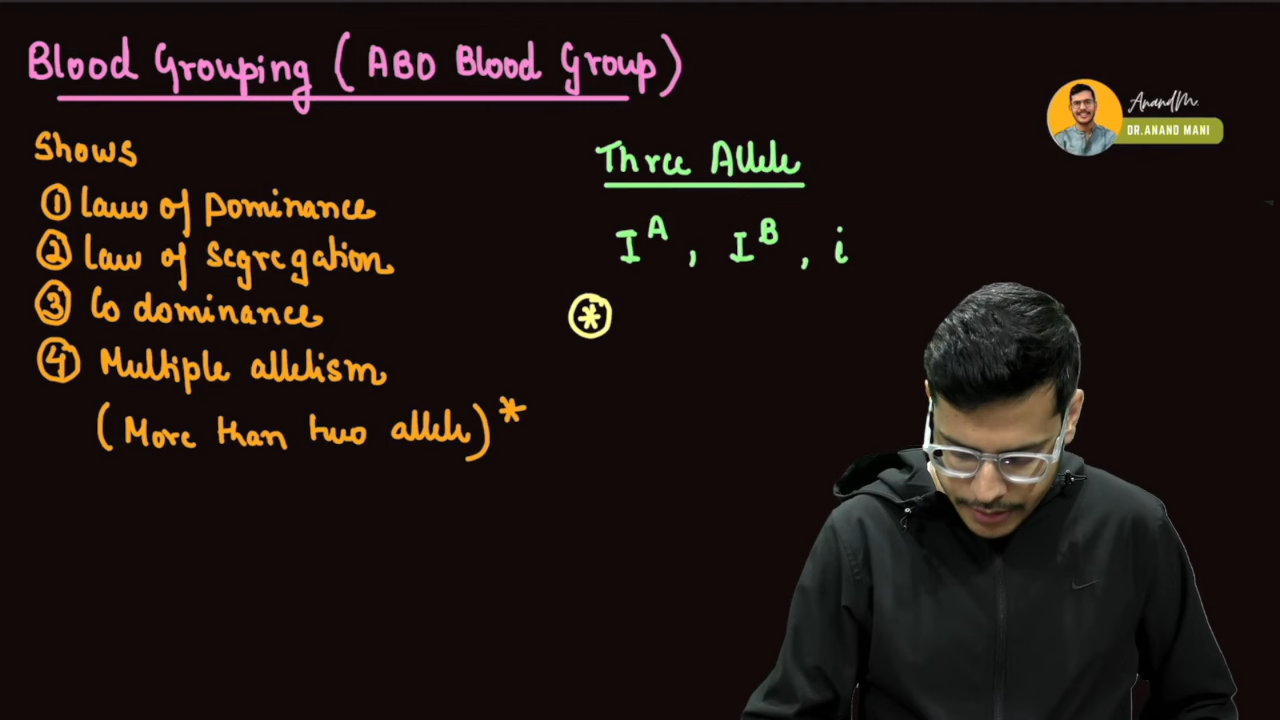 Blood Grouping (ABO Blood Group)
Shows
① Law of Dominance
② Law of Segregation
③ Co dominance
④ Multiple allelism
(More than two allele)*
Three Allele
I^A, I^B, i
⊛
AnandM.
DR.ANAND MANI